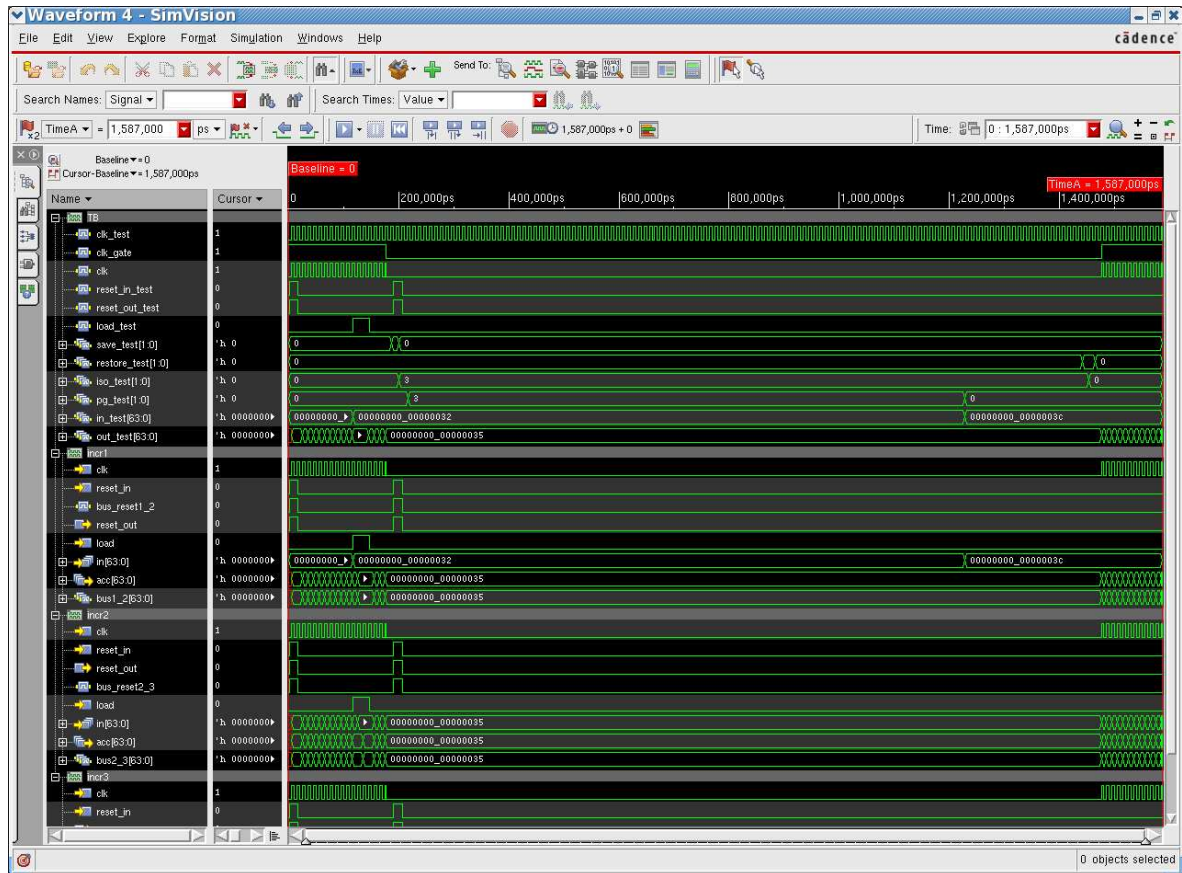 Waveform 4 - SimVision
File Edit View Explore Format Simulation Windows Help
cādence
Send To:
Search Names: Signal
Search Times: Value
x2 TimeA = 1,587,000 ps
1,587,000ps + 0
Time: 0 : 1,587,000ps
Baseline = 0
Cursor-Baseline = 1,587,000ps
Baseline = 0
TimeA = 1,587,000ps
Name Cursor
0 200,000ps 400,000ps 600,000ps 800,000ps 1,000,000ps 1,200,000ps 1,400,000ps
TB
clk_test 1
clk_gate 1
clk 1
reset_in_test 0
reset_out_test 0
load_test 0
save_test[1:0] 'h 0 0 0
restore_test[1:0] 'h 0 0 0
iso_test[1:0] 'h 0 0 3 0
pg_test[1:0] 'h 0 0 3 0
in_test[63:0] 'h 0000000 00000000_ 00000000_00000032 00000000_0000003c
out_test[63:0] 'h 0000000 00000000_00000035
incr1
clk 1
reset_in 0
bus_reset1_2 0
reset_out 0
load 0
in[63:0] 'h 0000000 00000000_ 00000000_00000032 00000000_0000003c
acc[63:0] 'h 0000000 00000000_00000035
bus1_2[63:0] 'h 0000000 00000000_00000035
incr2
clk 1
reset_in 0
reset_out 0
bus_reset2_3 0
load 0
in[63:0] 'h 0000000 00000000_00000035
acc[63:0] 'h 0000000 00000000_00000035
bus2_3[63:0] 'h 0000000 00000000_00000035
incr3
clk 1
reset_in 0
0 objects selected